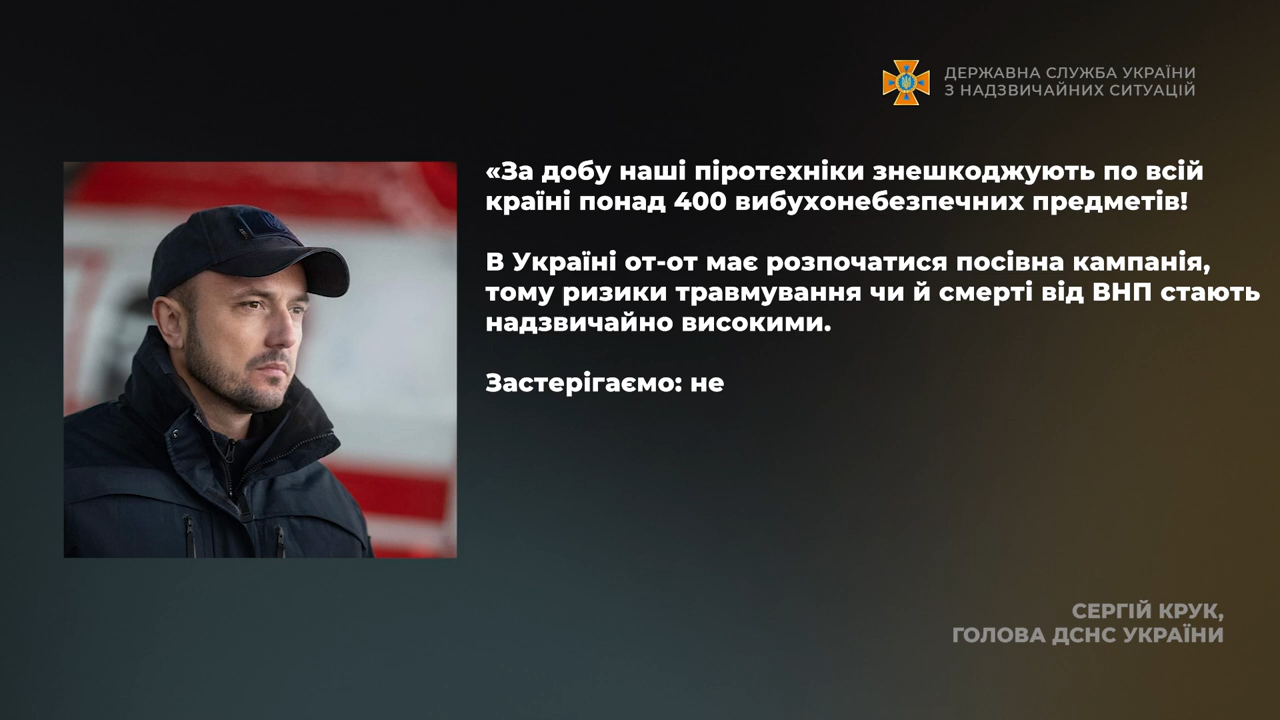 ДЕРЖАВНА СЛУЖБА УКРАЇНИ
З НАДЗВИЧАЙНИХ СИТУАЦІЙ
«За добу наші піротехніки знешкоджують по всій
країні понад 400 вибухонебезпечних предметів!
В Україні от-от має розпочатися посівна кампанія,
тому ризики травмування чи й смерті від ВНП стають
надзвичайно високими.
Застерігаємо: не
СЕРГІЙ КРУК,
ГОЛОВА ДСНС УКРАЇНИ